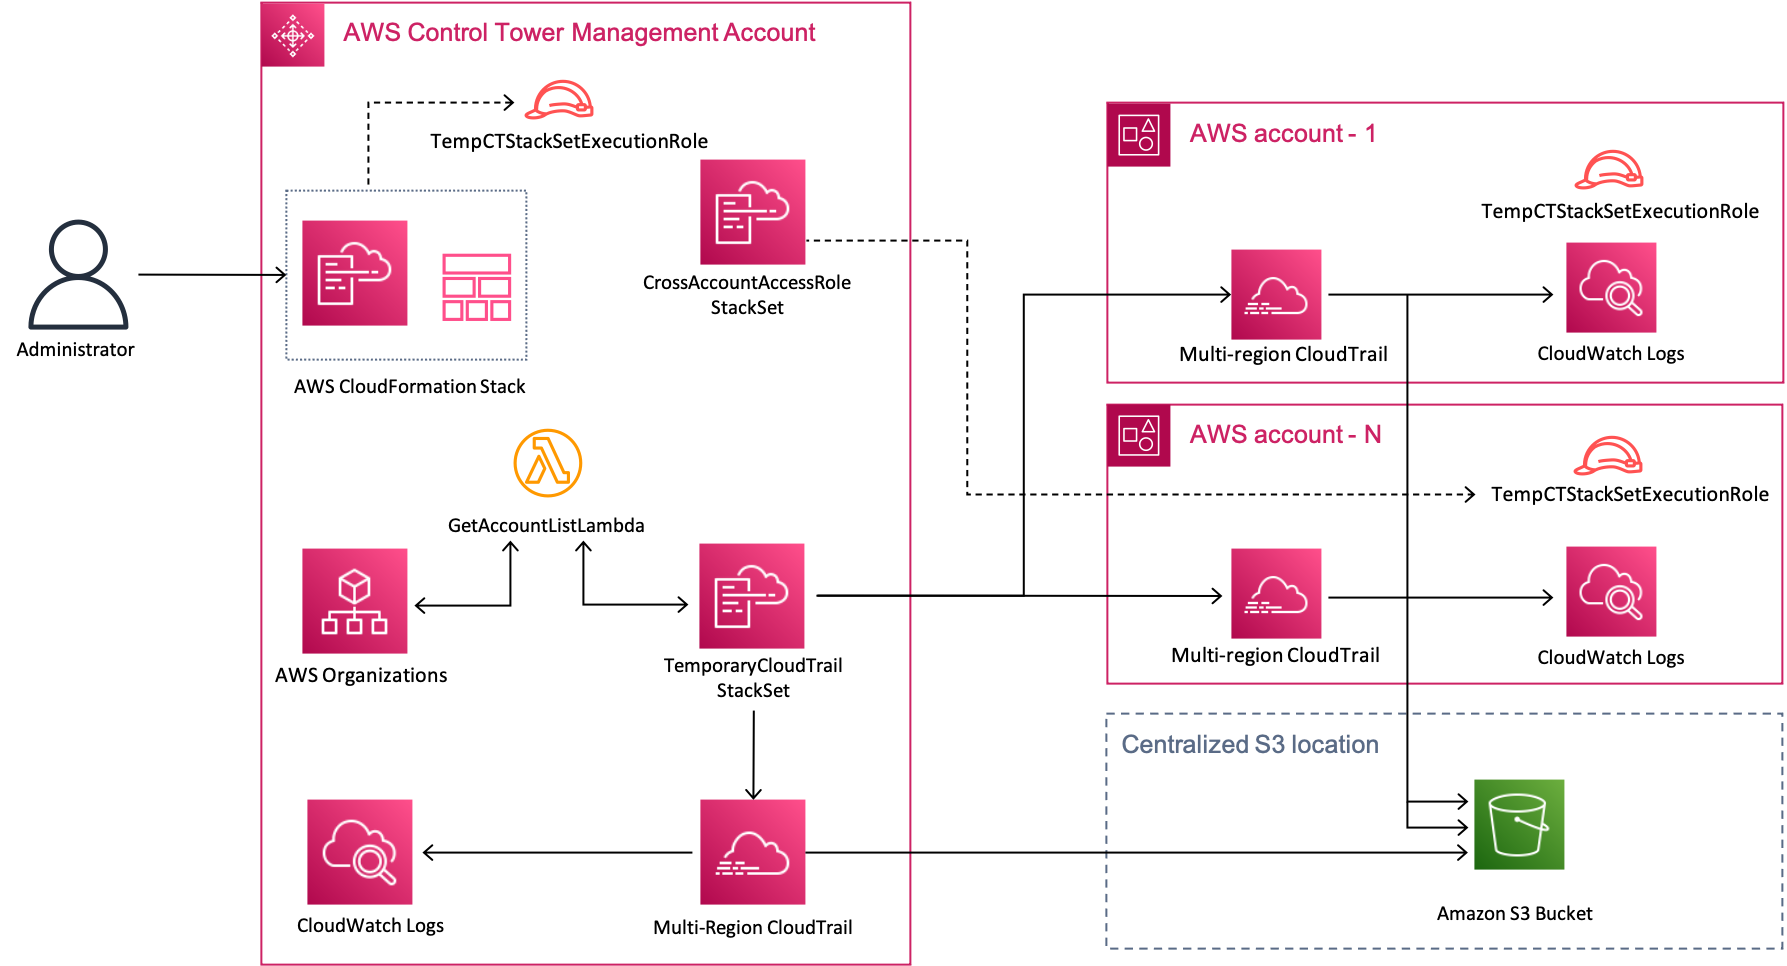 AWS Control Tower Management Account
TempCTStackSetExecutionRole
CrossAccountAccessRole
StackSet
Administrator
AWS CloudFormation Stack
GetAccountListLambda
AWS Organizations
TemporaryCloudTrail
StackSet
CloudWatch Logs
Multi-Region CloudTrail
AWS account - 1
TempCTStackSetExecutionRole
Multi-region CloudTrail
CloudWatch Logs
AWS account - N
TempCTStackSetExecutionRole
Multi-region CloudTrail
CloudWatch Logs
Centralized S3 location
Amazon S3 Bucket